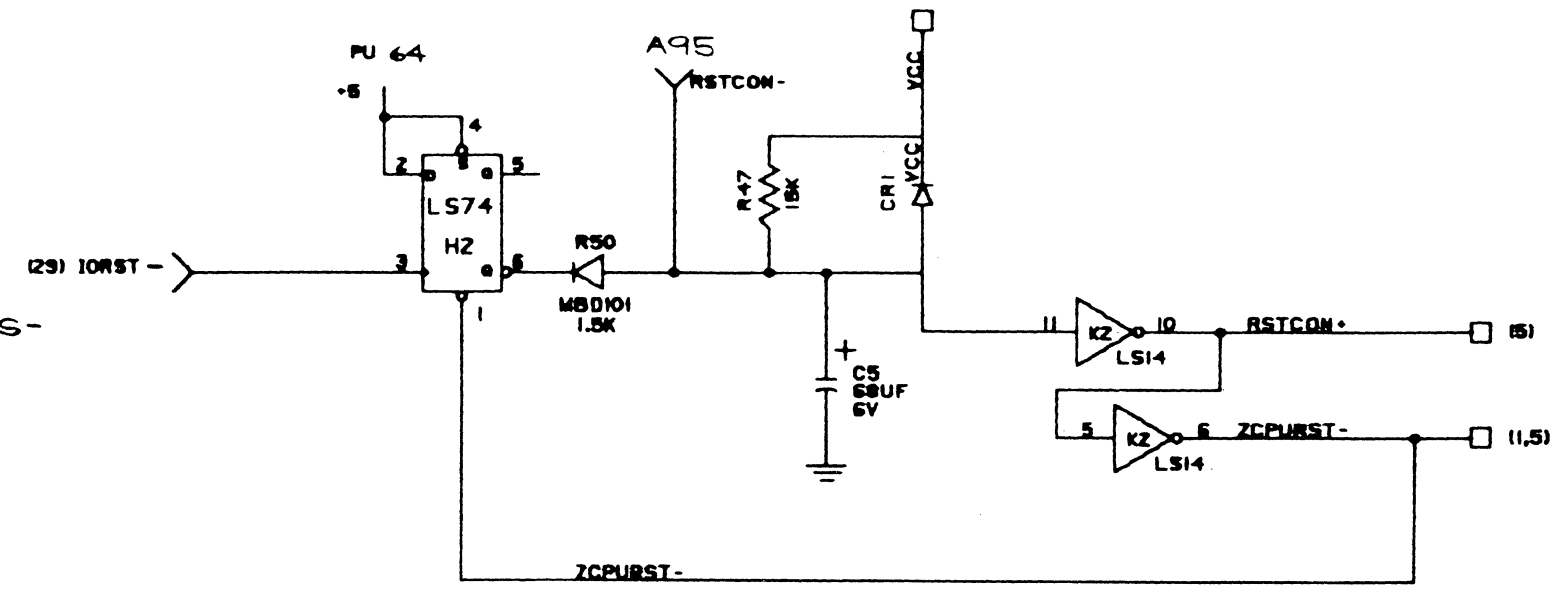 PU 64
A95
VCC
+5
RSTCON-
4
2
D
S
Q
5
VCC
R47
15K
CR1
LS74
H2
R50
(29) IORST -
3
Q
6
MBD101
1.5K
1
S-
11
KZ
10
LS14
RSTCON+
(5)
+
C5
68UF
6V
5
KZ
6
LS14
ZCPURST-
(1,5)
ZCPURST-